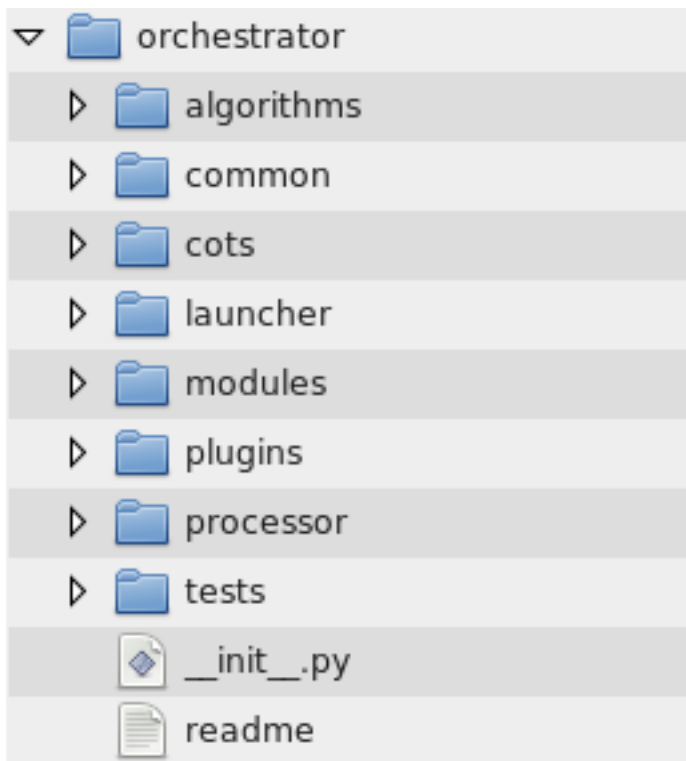 orchestrator
algorithms
common
cots
launcher
modules
plugins
processor
tests
__init__.py
readme